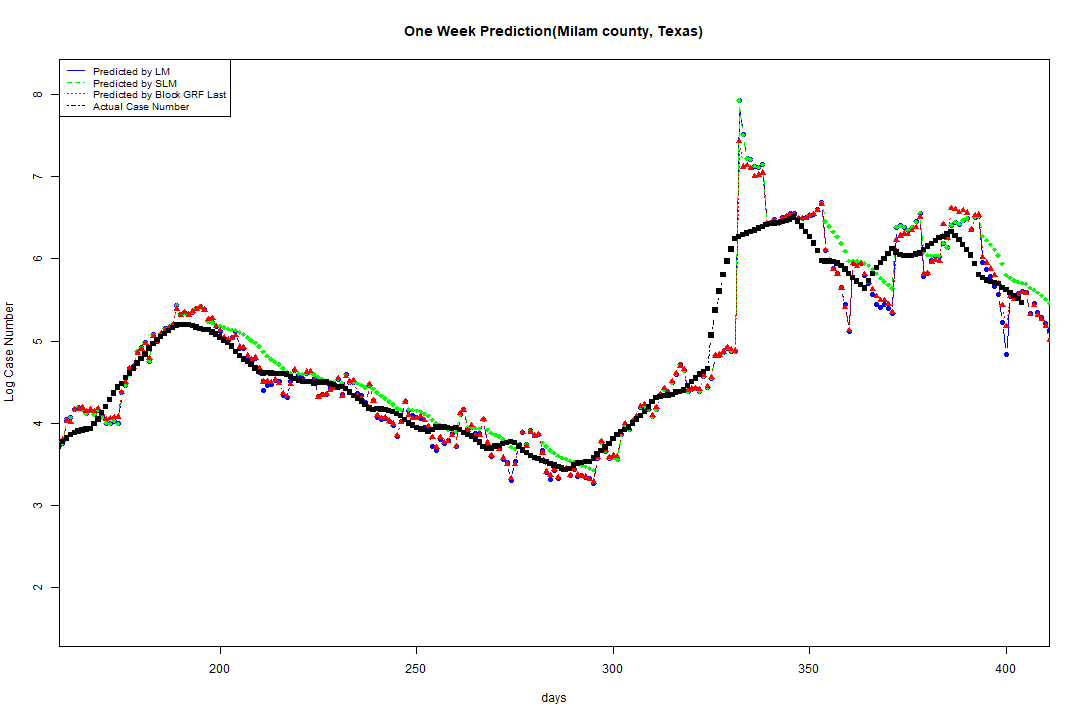 One Week Prediction(Milam county, Texas)
Predicted by LM
Predicted by SLM
Predicted by Block GRF Last
Actual Case Number
Log Case Number
8
7
6
5
4
3
2
200
250
300
350
400
days